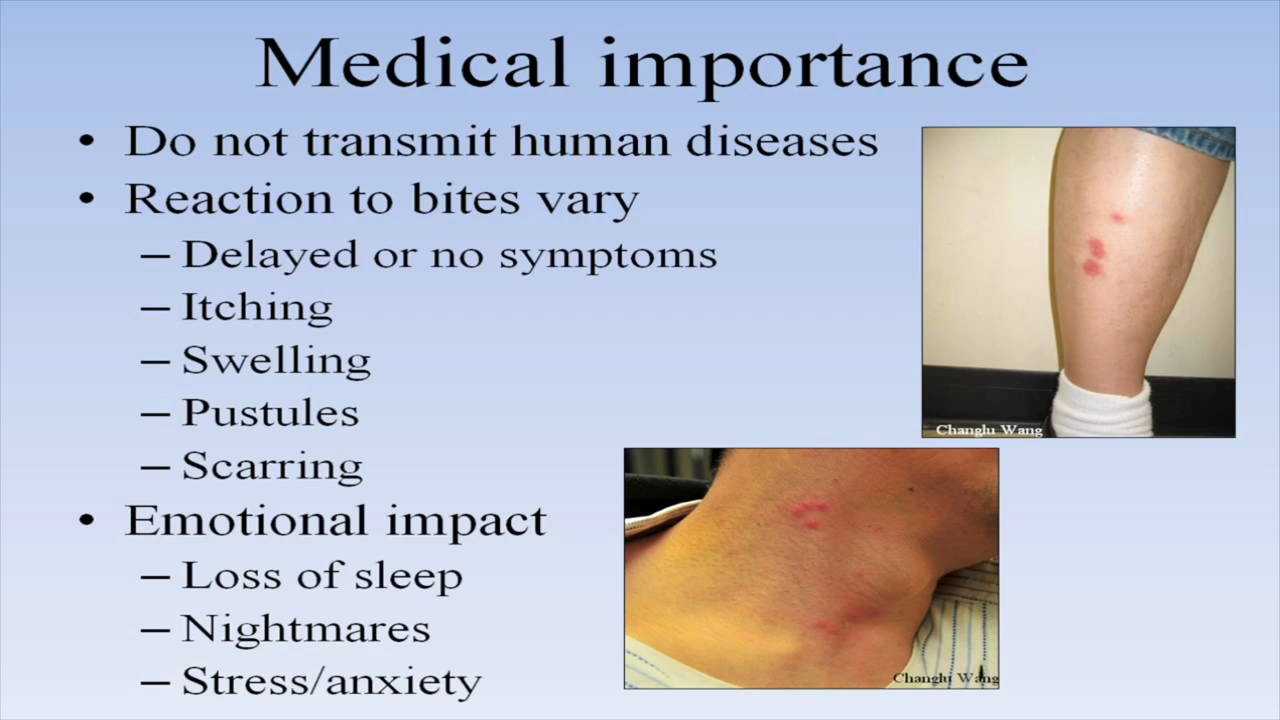 Medical importance
• Do not transmit human diseases
• Reaction to bites vary
– Delayed or no symptoms
– Itching
– Swelling
– Pustules
– Scarring
• Emotional impact
– Loss of sleep
– Nightmares
– Stress/anxiety
Changlu Wang
Changlu Wang